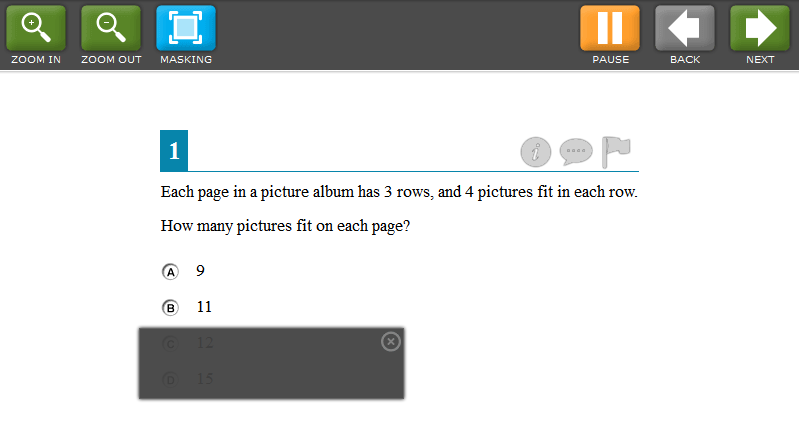 ZOOM IN ZOOM OUT MASKING PAUSE BACK NEXT
1
Each page in a picture album has 3 rows, and 4 pictures fit in each row.
How many pictures fit on each page?
A 9
B 11
C 12
D 15